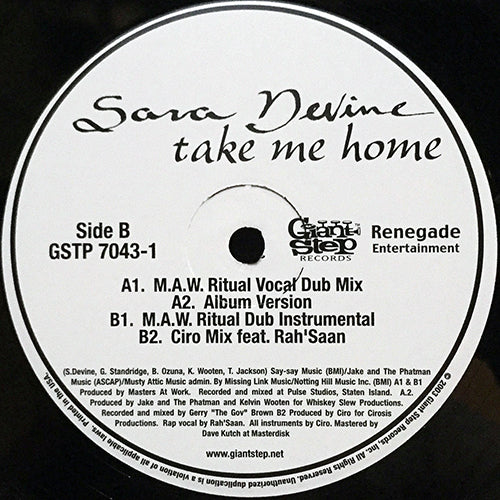 Sara Devine
take me home
Side B
GSTP 7043-1
Giant Step
RECORDS
Renegade
Entertainment
A1. M.A.W. Ritual Vocal Dub Mix
A2. Album Version
B1. M.A.W. Ritual Dub Instrumental
B2. Ciro Mix feat. Rah'Saan
(S.Devine, G. Standridge, B. Ozuna, K. Wooten, T. Jackson) Say-say Music (BMI)/Jake and The Phatman
Music (ASCAP)/Musty Attic Music admin. By Missing Link Music/Notting Hill Music Inc. (BMI) A1 & B1
Produced by Masters At Work. Recorded and mixed at Pulse Studios, Staten Island. A.2.
Produced by Jake and The Phatman and Kelvin Wooten for Whiskey Slew Productions.
Recorded and mixed by Gerry "The Gov" Brown B2 Produced by Ciro for Cirosis
Productions. Rap vocal by Rah'Saan. All instruments by Ciro. Mastered by
Dave Kutch at Masterdisk
www.giantstep.net
© 2003 Giant Step Records, Inc. All Rights Reserved. Unauthorized duplication is a violation of all applicable laws. Printed in the USA.